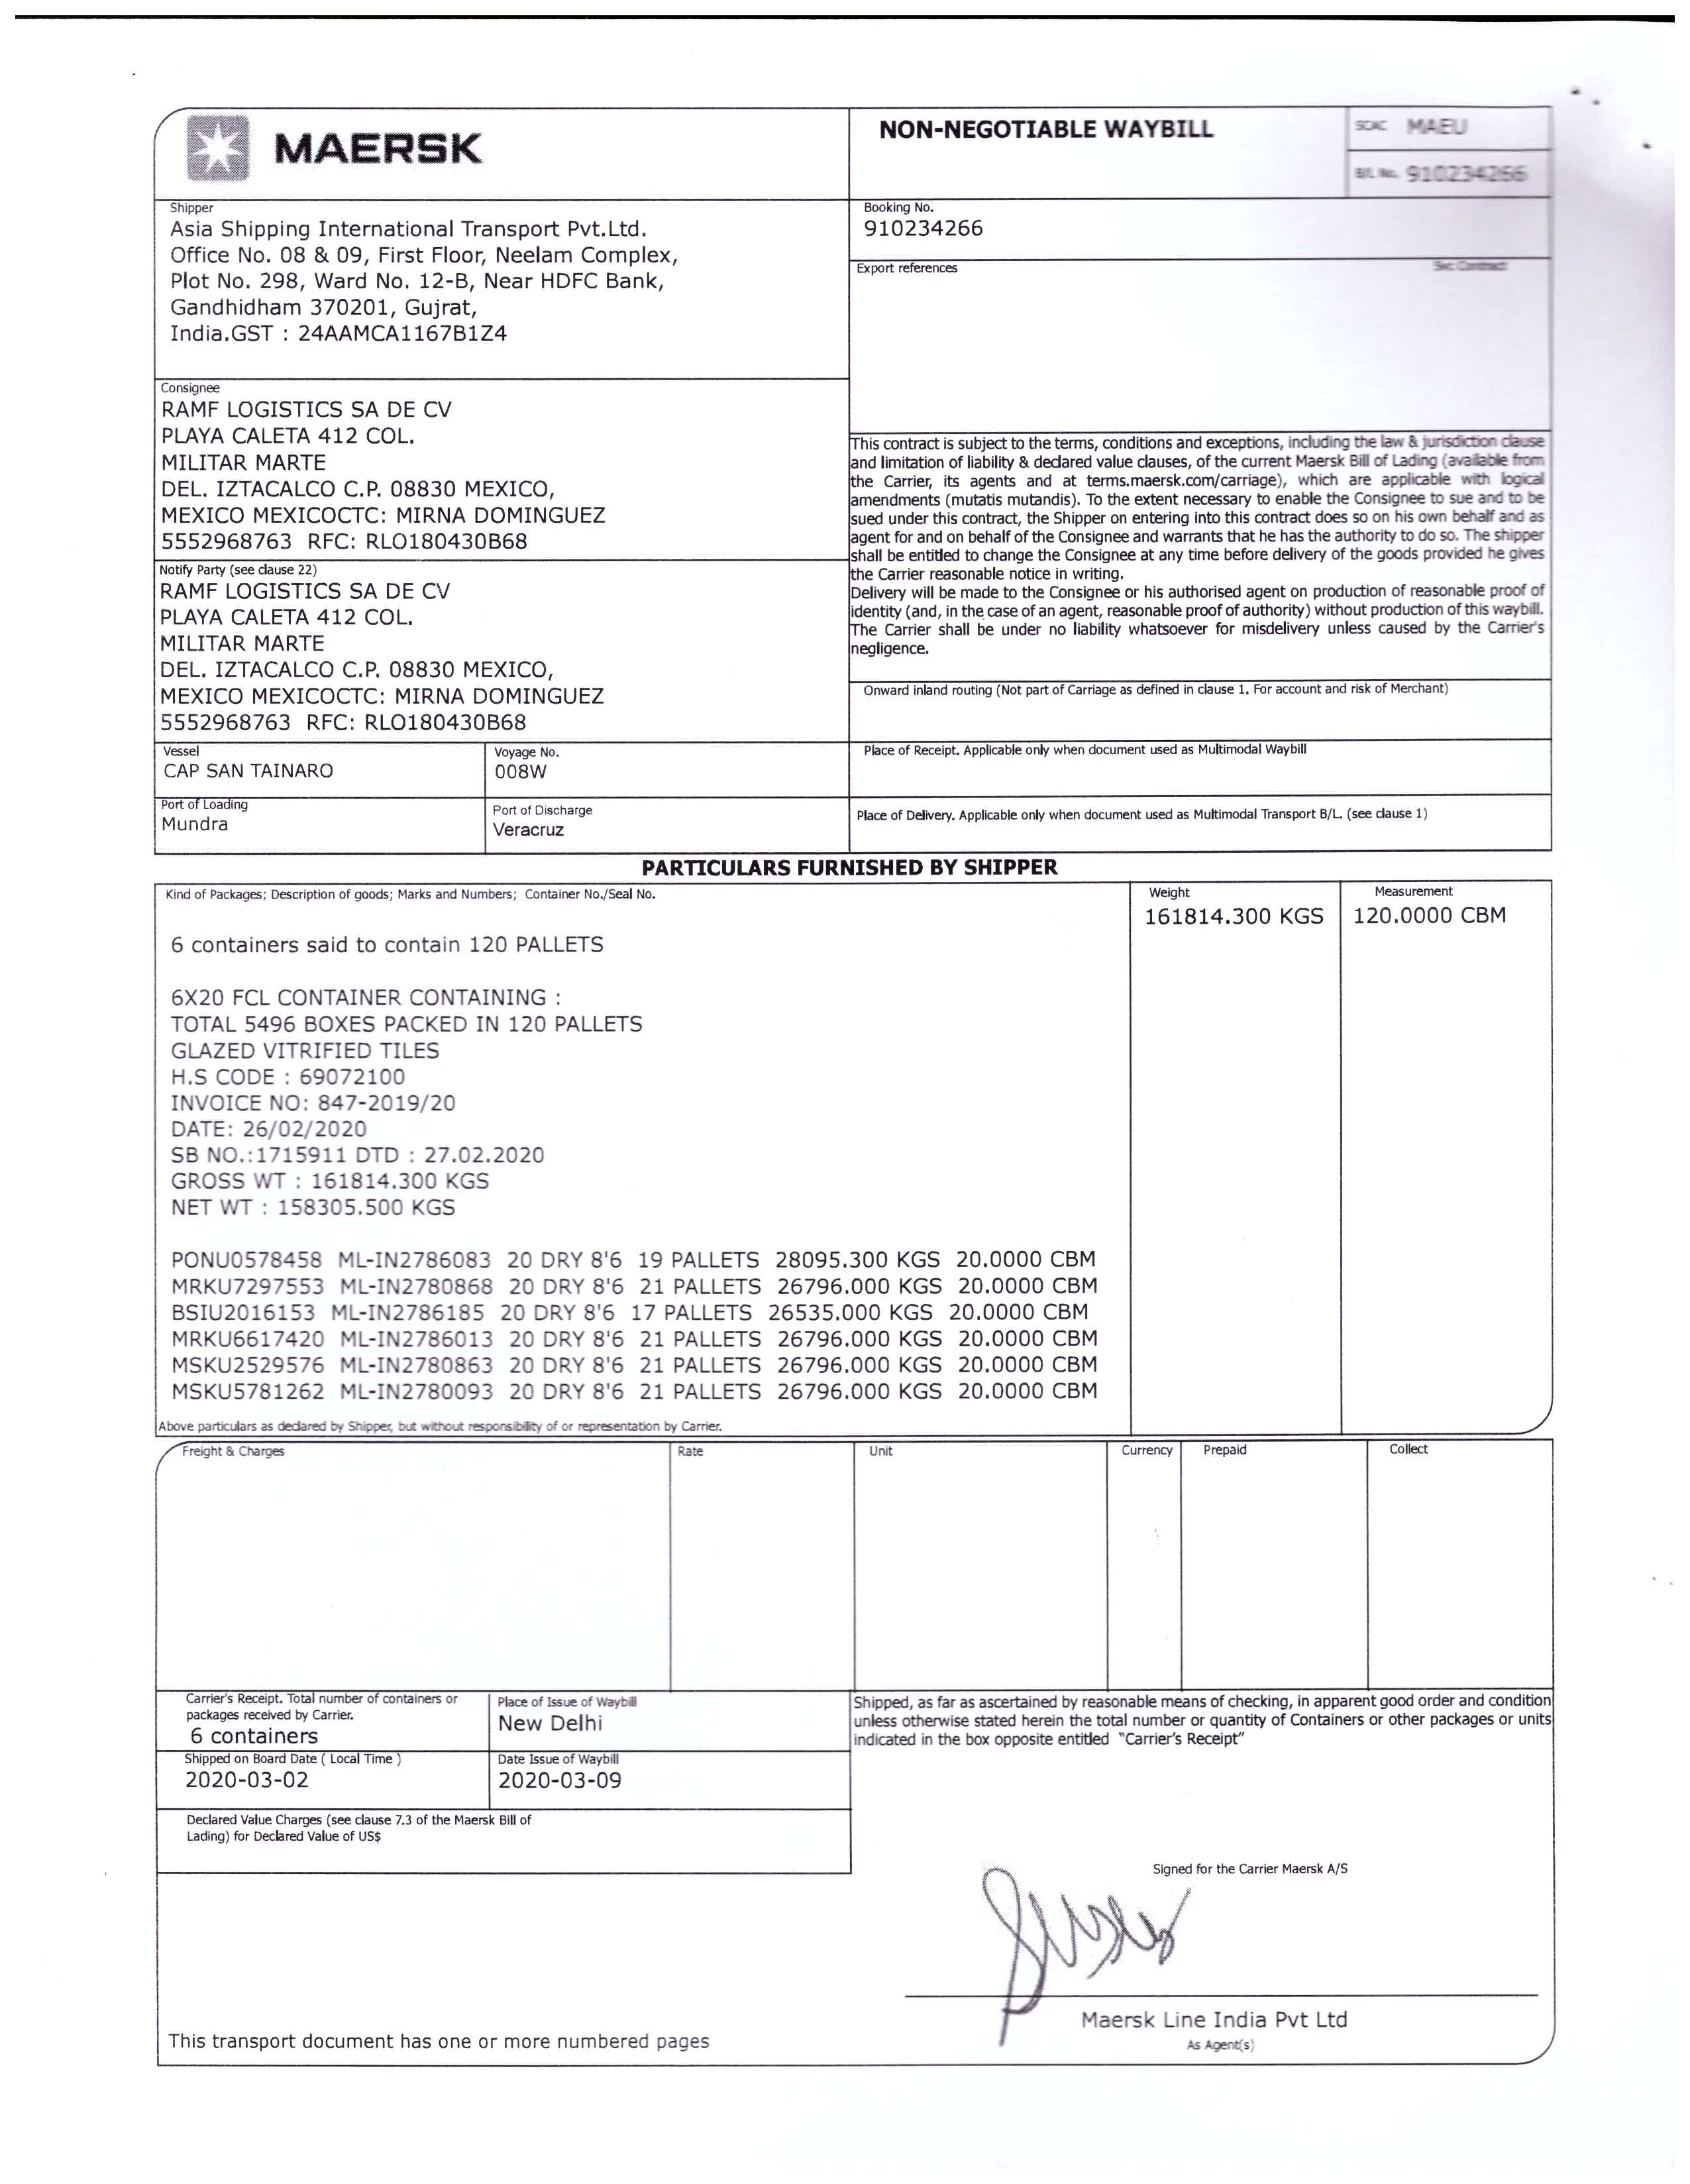 MAERSK
NON-NEGOTIABLE WAYBILL
SCAC MAEU
B/L No. 910234266
Shipper
Asia Shipping International Transport Pvt.Ltd.
Office No. 08 & 09, First Floor, Neelam Complex,
Plot No. 298, Ward No. 12-B, Near HDFC Bank,
Gandhidham 370201, Gujrat,
India.GST : 24AAMCA1167B1Z4
Booking No.
910234266
Export references
Svc Contract
Consignee
RAMF LOGISTICS SA DE CV
PLAYA CALETA 412 COL.
MILITAR MARTE
DEL. IZTACALCO C.P. 08830 MEXICO,
MEXICO MEXICOCTC: MIRNA DOMINGUEZ
5552968763 RFC: RLO180430B68
This contract is subject to the terms, conditions and exceptions, including the law & jurisdiction clause
and limitation of liability & declared value clauses, of the current Maersk Bill of Lading (available from
the Carrier, its agents and at terms.maersk.com/carriage), which are applicable with logical
amendments (mutatis mutandis). To the extent necessary to enable the Consignee to sue and to be
sued under this contract, the Shipper on entering into this contract does so on his own behalf and as
agent for and on behalf of the Consignee and warrants that he has the authority to do so. The shipper
shall be entitled to change the Consignee at any time before delivery of the goods provided he gives
the Carrier reasonable notice in writing.
Delivery will be made to the Consignee or his authorised agent on production of reasonable proof of
identity (and, in the case of an agent, reasonable proof of authority) without production of this waybill.
The Carrier shall be under no liability whatsoever for misdelivery unless caused by the Carrier's
negligence.
Notify Party (see clause 22)
RAMF LOGISTICS SA DE CV
PLAYA CALETA 412 COL.
MILITAR MARTE
DEL. IZTACALCO C.P. 08830 MEXICO,
MEXICO MEXICOCTC: MIRNA DOMINGUEZ
5552968763 RFC: RLO180430B68
Onward inland routing (Not part of Carriage as defined in clause 1. For account and risk of Merchant)
Vessel
CAP SAN TAINARO
Voyage No.
008W
Place of Receipt. Applicable only when document used as Multimodal Waybill
Port of Loading
Mundra
Port of Discharge
Veracruz
Place of Delivery. Applicable only when document used as Multimodal Transport B/L. (see clause 1)
PARTICULARS FURNISHED BY SHIPPER
Kind of Packages; Description of goods; Marks and Numbers; Container No./Seal No.
Weight
161814.300 KGS
Measurement
120.0000 CBM
6 containers said to contain 120 PALLETS
6X20 FCL CONTAINER CONTAINING :
TOTAL 5496 BOXES PACKED IN 120 PALLETS
GLAZED VITRIFIED TILES
H.S CODE : 69072100
INVOICE NO: 847-2019/20
DATE: 26/02/2020
SB NO.:1715911 DTD : 27.02.2020
GROSS WT : 161814.300 KGS
NET WT : 158305.500 KGS
PONU0578458 ML-IN2786083 20 DRY 8'6 19 PALLETS 28095.300 KGS 20.0000 CBM
MRKU7297553 ML-IN2780868 20 DRY 8'6 21 PALLETS 26796.000 KGS 20.0000 CBM
BSIU2016153 ML-IN2786185 20 DRY 8'6 17 PALLETS 26535.000 KGS 20.0000 CBM
MRKU6617420 ML-IN2786013 20 DRY 8'6 21 PALLETS 26796.000 KGS 20.0000 CBM
MSKU2529576 ML-IN2780863 20 DRY 8'6 21 PALLETS 26796.000 KGS 20.0000 CBM
MSKU5781262 ML-IN2780093 20 DRY 8'6 21 PALLETS 26796.000 KGS 20.0000 CBM
Above particulars as declared by Shipper, but without responsibility of or representation by Carrier.
Freight & Charges Rate Unit Currency Prepaid Collect
Carrier's Receipt. Total number of containers or
packages received by Carrier.
6 containers
Place of Issue of Waybill
New Delhi
Shipped on Board Date ( Local Time )
2020-03-02
Date Issue of Waybill
2020-03-09
Shipped, as far as ascertained by reasonable means of checking, in apparent good order and condition
unless otherwise stated herein the total number or quantity of Containers or other packages or units
indicated in the box opposite entitled "Carrier's Receipt"
Declared Value Charges (see clause 7.3 of the Maersk Bill of
Lading) for Declared Value of US$
Signed for the Carrier Maersk A/S
Maersk Line India Pvt Ltd
As Agent(s)
This transport document has one or more numbered pages